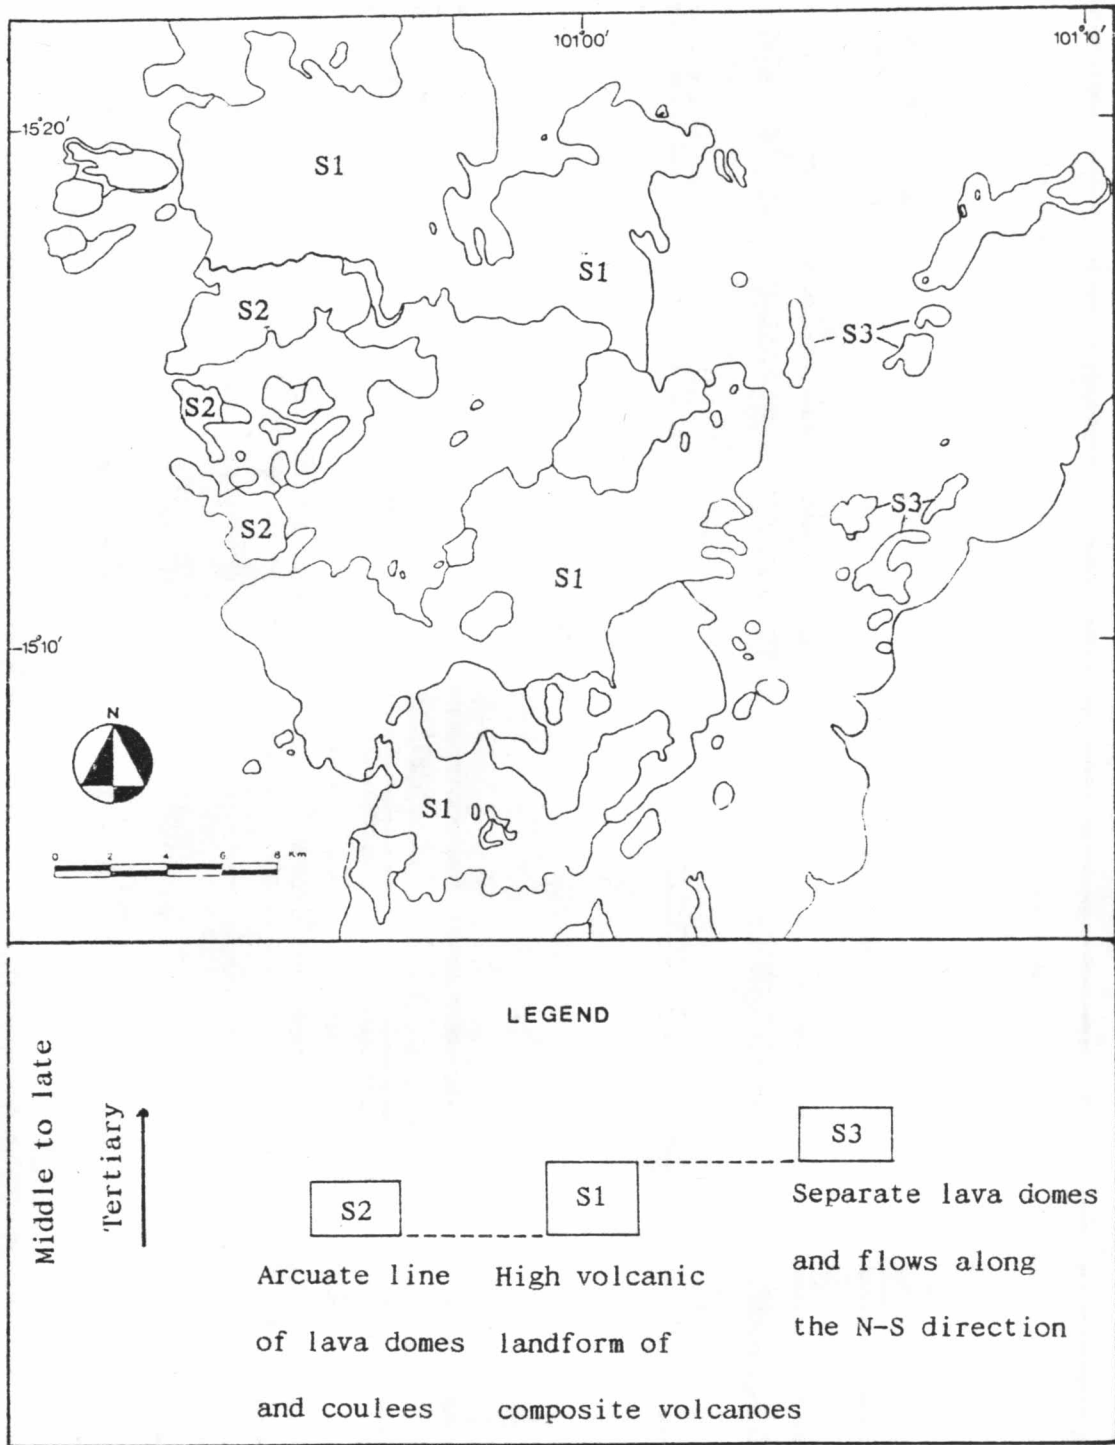 101°00' 101°10'
15°20'
S1
S1
S2
S3
S2
S3
S2
S1
15°10'
N
S1
0 2 4 6 8 Km
LEGEND
Middle to late
Tertiary
S3
S2
S1
Separate lava domes
and flows along
the N-S direction
Arcuate line
of lava domes
and coulees
High volcanic
landform of
composite volcanoes